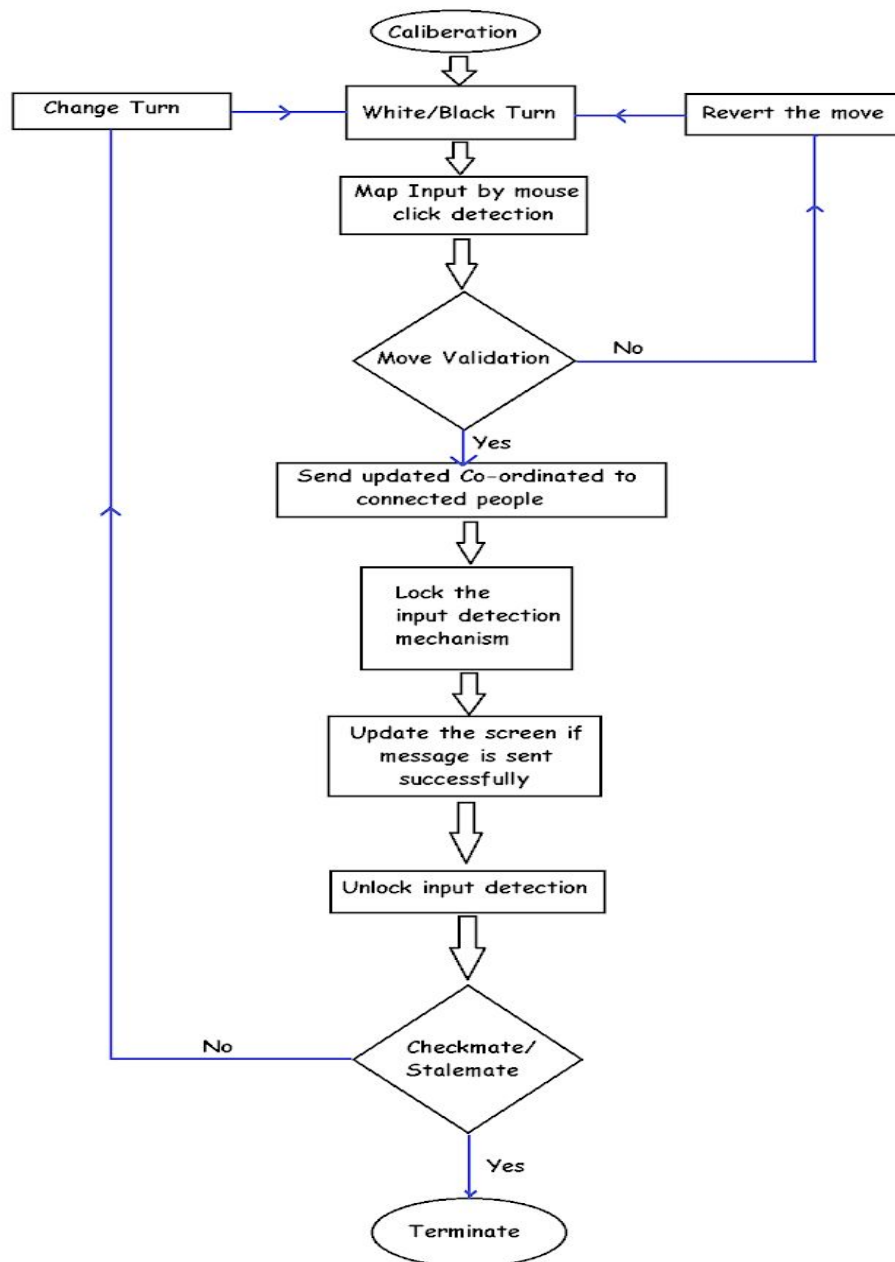 Caliberation
Change Turn
White/Black Turn
Revert the move
Map Input by mouse
click detection
Move Validation
No
Yes
Send updated Co-ordinated to
connected people
Lock the
input detection
mechanism
Update the screen if
message is sent
successfully
Unlock input detection
No
Checkmate/
Stalemate
Yes
Terminate